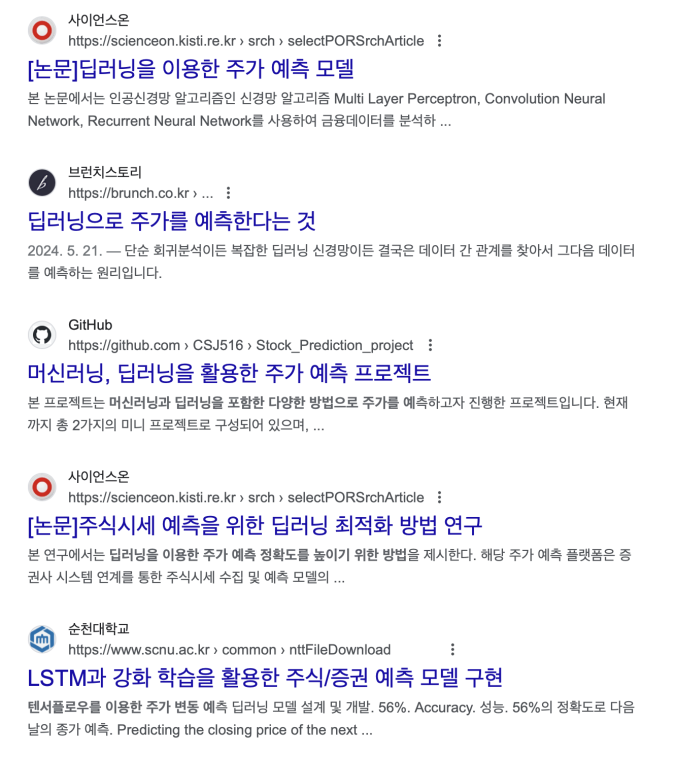 사이언스온
https://scienceon.kisti.re.kr › srch › selectPORSrchArticle
[논문]딥러닝을 이용한 주가 예측 모델
본 논문에서는 인공신경망 알고리즘인 신경망 알고리즘 Multi Layer Perceptron, Convolution Neural
Network, Recurrent Neural Network를 사용하여 금융데이터를 분석하 ...
브런치스토리
https://brunch.co.kr › ...
딥러닝으로 주가를 예측한다는 것
2024. 5. 21. — 단순 회귀분석이든 복잡한 딥러닝 신경망이든 결국은 데이터 간 관계를 찾아서 그다음 데이터
를 예측하는 원리입니다.
GitHub
https://github.com › CSJ516 › Stock_Prediction_project
머신러닝, 딥러닝을 활용한 주가 예측 프로젝트
본 프로젝트는 머신러닝과 딥러닝을 포함한 다양한 방법으로 주가를 예측하고자 진행한 프로젝트입니다. 현재
까지 총 2가지의 미니 프로젝트로 구성되어 있으며, ...
사이언스온
https://scienceon.kisti.re.kr › srch › selectPORSrchArticle
[논문]주식시세 예측을 위한 딥러닝 최적화 방법 연구
본 연구에서는 딥러닝을 이용한 주가 예측 정확도를 높이기 위한 방법을 제시한다. 해당 주가 예측 플랫폼은 증
권사 시스템 연계를 통한 주식시세 수집 및 예측 모델의 ...
순천대학교
https://www.scnu.ac.kr › common › nttFileDownload
LSTM과 강화 학습을 활용한 주식/증권 예측 모델 구현
텐서플로우를 이용한 주가 변동 예측 딥러닝 모델 설계 및 개발. 56%. Accuracy. 성능. 56%의 정확도로 다음
날의 종가 예측. Predicting the closing price of the next ...